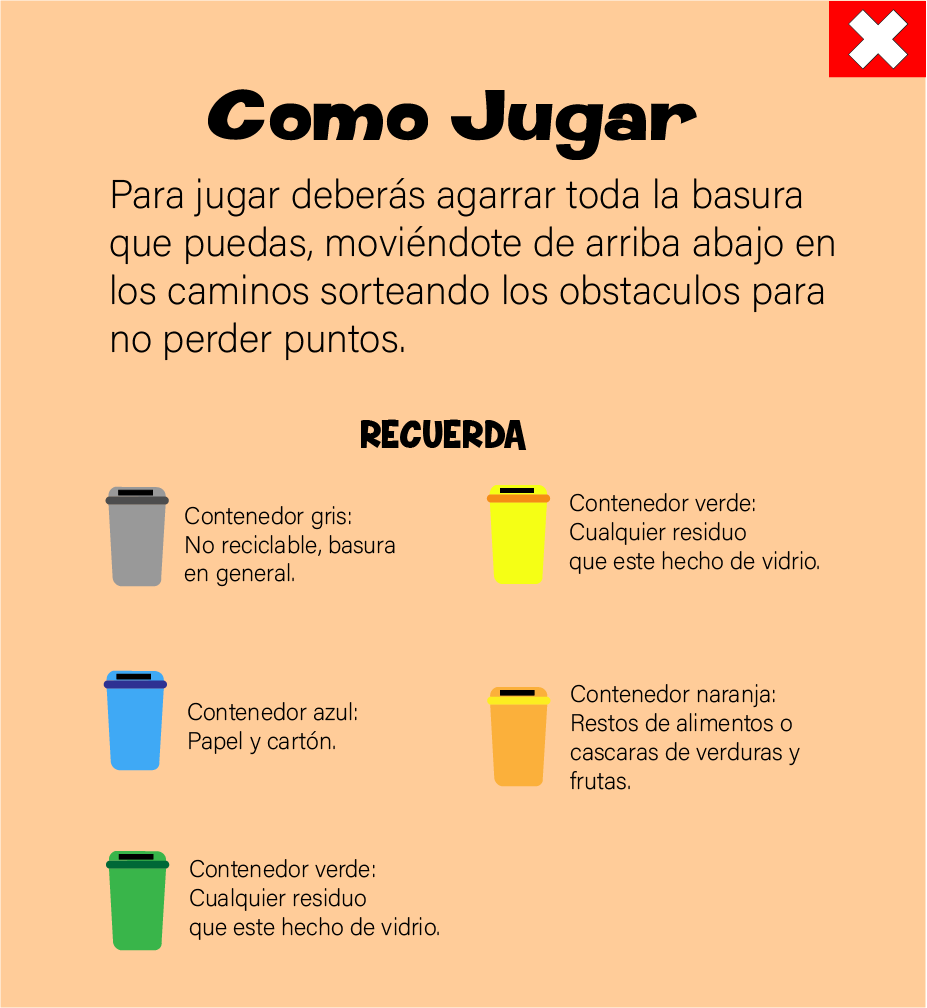 Como Jugar
Para jugar deberás agarrar toda la basura
que puedas, moviéndote de arriba abajo en
los caminos sorteando los obstaculos para
no perder puntos.
RECUERDA
Contenedor gris:
No reciclable, basura
en general.
Contenedor verde:
Cualquier residuo
que este hecho de vidrio.
Contenedor azul:
Papel y cartón.
Contenedor naranja:
Restos de alimentos o
cascaras de verduras y
frutas.
Contenedor verde:
Cualquier residuo
que este hecho de vidrio.